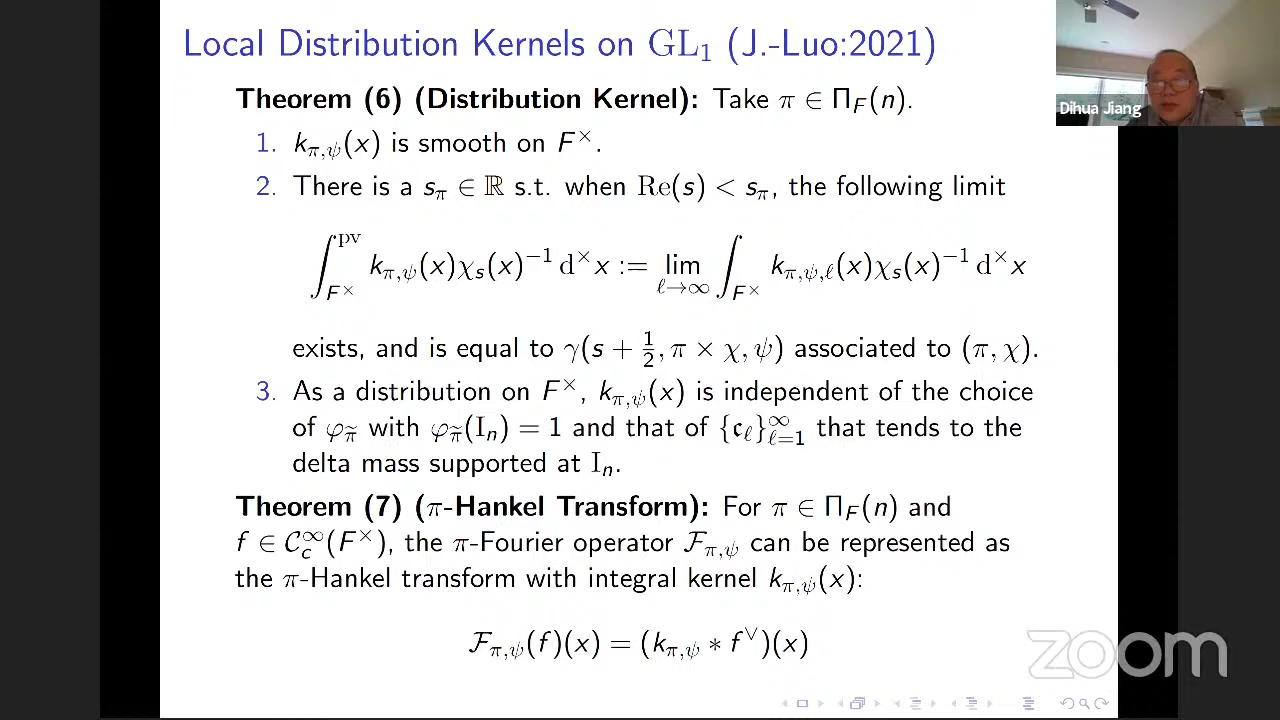 Local Distribution Kernels on GL₁ (J.-Luo:2021)
Dihua Jiang
Theorem (6) (Distribution Kernel): Take π ∈ Π_F(n).
1. k_{π,ψ}(x) is smooth on F^×.
2. There is a s_π ∈ ℝ s.t. when Re(s) < s_π, the following limit
∫_{F^×}^{pv} k_{π,ψ}(x)χ_s(x)^{-1} d^×x := lim_{ℓ→∞} ∫_{F^×} k_{π,ψ,ℓ}(x)χ_s(x)^{-1} d^×x
exists, and is equal to γ(s + 1/2, π × χ, ψ) associated to (π, χ).
3. As a distribution on F^×, k_{π,ψ}(x) is independent of the choice
of φ_{π̃} with φ_{π̃}(I_n) = 1 and that of {𝔠_ℓ}_{ℓ=1}^∞ that tends to the
delta mass supported at I_n.
Theorem (7) (π-Hankel Transform): For π ∈ Π_F(n) and
f ∈ 𝒞_c^∞(F^×), the π-Fourier operator ℱ_{π,ψ} can be represented as
the π-Hankel transform with integral kernel k_{π,ψ}(x):
ℱ_{π,ψ}(f)(x) = (k_{π,ψ} ∗ f^∨)(x)
zoom